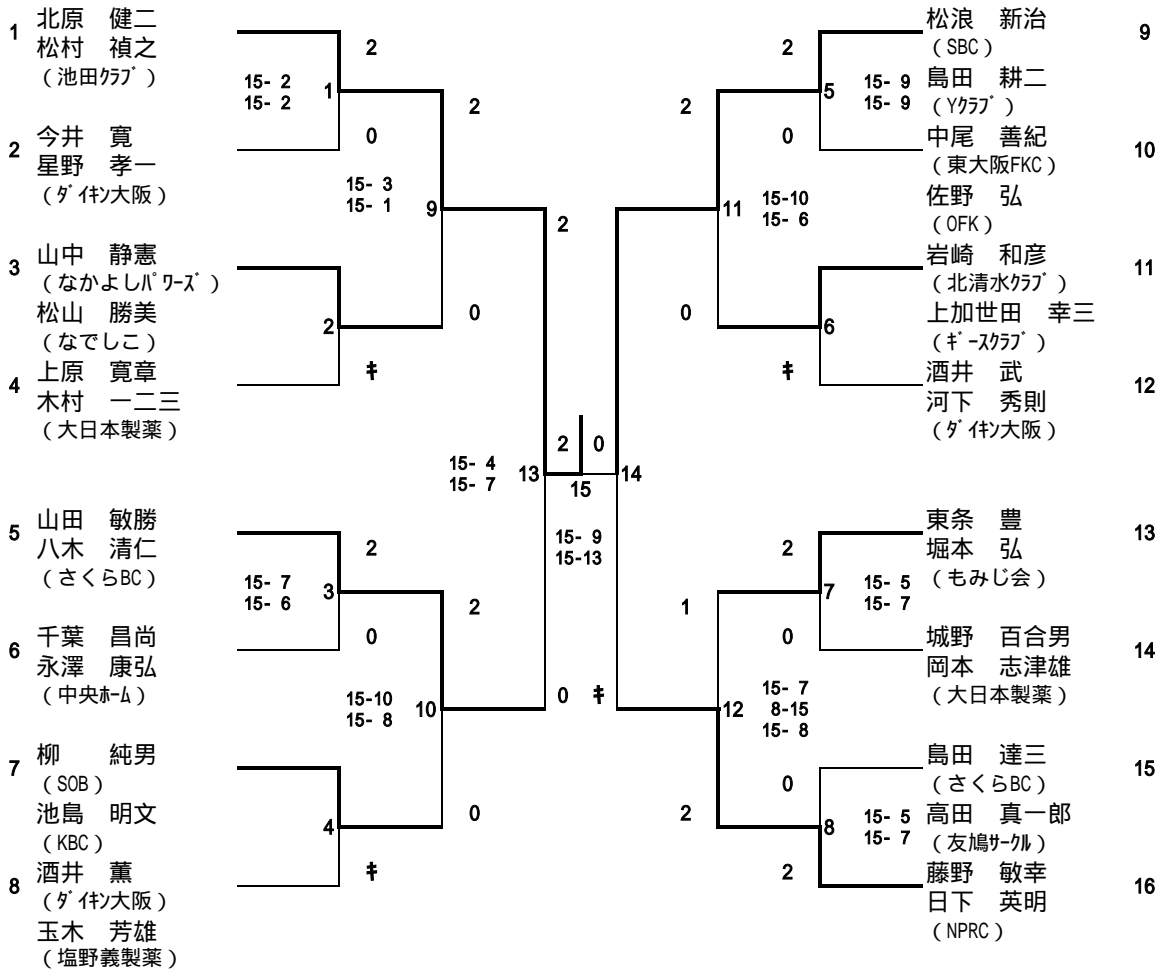 1
北原 健二
松村 禎之
(池田ｸﾗﾌﾞ)
2
15- 2
15- 2
1
2
0
2
今井 寛
星野 孝一
(ﾀﾞｲｷﾝ大阪)
15- 3
15- 1
9
2
3
山中 静憲
(なかよしﾊﾟﾜｰｽﾞ)
松山 勝美
(なでしこ)
2
0
4
上原 寛章
木村 一二三
(大日本製薬)
キ
15- 4
15- 7
13
2
0
14
15
15- 9
15-13
5
山田 敏勝
八木 清仁
(さくらBC)
2
15- 7
15- 6
3
2
0
6
千葉 昌尚
永澤 康弘
(中央ﾎｰﾑ)
15-10
15- 8
10
0
7
柳 純男
(SOB)
池島 明文
(KBC)
4
0
8
酒井 薫
(ﾀﾞｲｷﾝ大阪)
玉木 芳雄
(塩野義製薬)
キ
松浪 新治
(SBC)
島田 耕二
(Yｸﾗﾌﾞ)
9
2
15- 9
15- 9
5
2
0
中尾 善紀
(東大阪FKC)
佐野 弘
(OFK)
10
11
15-10
15- 6
岩崎 和彦
(北清水ｸﾗﾌﾞ)
上加世田 幸三
(ｷﾞｰｽｸﾗﾌﾞ)
11
6
0
キ
酒井 武
河下 秀則
(ﾀﾞｲｷﾝ大阪)
12
東条 豊
堀本 弘
(もみじ会)
13
2
15- 5
15- 7
7
1
0
城野 百合男
岡本 志津雄
(大日本製薬)
14
キ
12
15- 7
8-15
15- 8
島田 達三
(さくらBC)
高田 真一郎
(友鳩ｻｰｸﾙ)
15
0
15- 5
15- 7
8
2
2
藤野 敏幸
日下 英明
(NPRC)
16